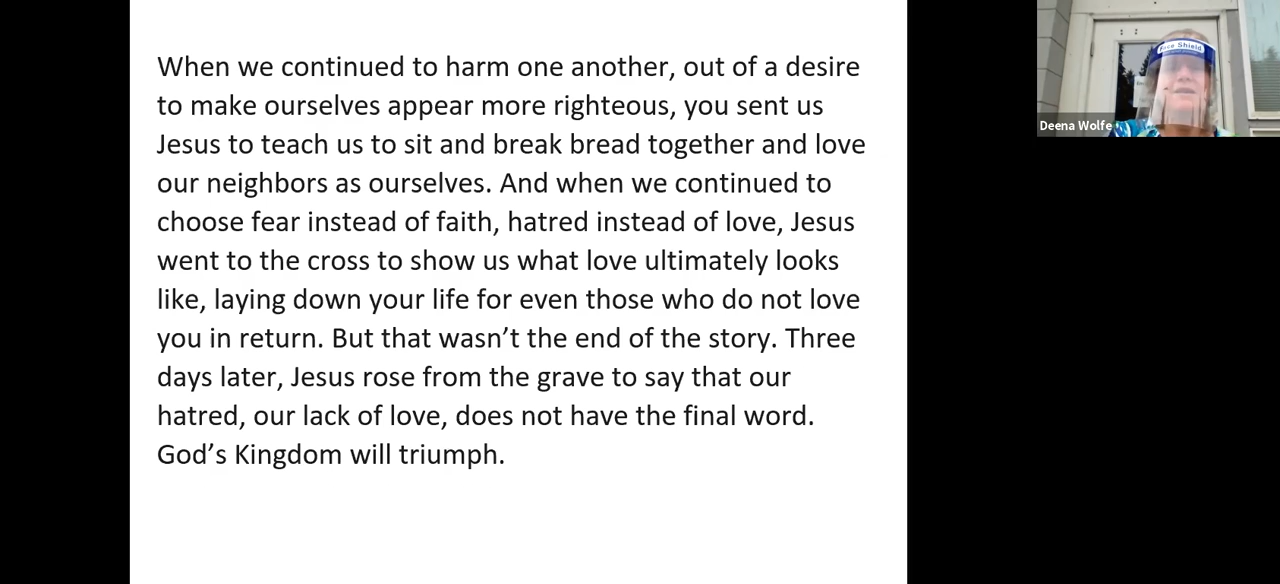 When we continued to harm one another, out of a desire
to make ourselves appear more righteous, you sent us
Jesus to teach us to sit and break bread together and love
our neighbors as ourselves. And when we continued to
choose fear instead of faith, hatred instead of love, Jesus
went to the cross to show us what love ultimately looks
like, laying down your life for even those who do not love
you in return. But that wasn’t the end of the story. Three
days later, Jesus rose from the grave to say that our
hatred, our lack of love, does not have the final word.
God’s Kingdom will triumph.
Face Shield
Deena Wolfe